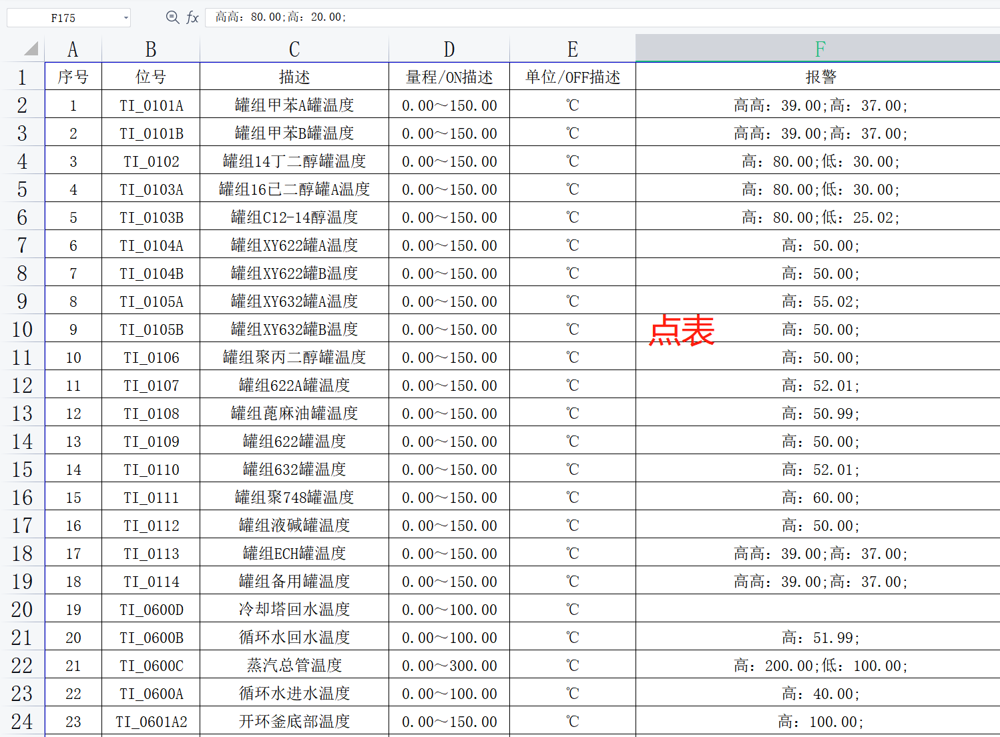 F175 fx 高高：80.00;高：20.00;
A B C D E F
1 序号 位号 描述 量程/ON描述 单位/OFF描述 报警
2 1 TI_0101A 罐组甲苯A罐温度 0.00～150.00 ℃ 高高：39.00;高：37.00;
3 2 TI_0101B 罐组甲苯B罐温度 0.00～150.00 ℃ 高高：39.00;高：37.00;
4 3 TI_0102 罐组14丁二醇罐温度 0.00～150.00 ℃ 高：80.00;低：30.00;
5 4 TI_0103A 罐组16已二醇罐A温度 0.00～150.00 ℃ 高：80.00;低：30.00;
6 5 TI_0103B 罐组C12-14醇温度 0.00～150.00 ℃ 高：80.00;低：25.02;
7 6 TI_0104A 罐组XY622罐A温度 0.00～150.00 ℃ 高：50.00;
8 7 TI_0104B 罐组XY622罐B温度 0.00～150.00 ℃ 高：50.00;
9 8 TI_0105A 罐组XY632罐A温度 0.00～150.00 ℃ 高：55.02;
10 9 TI_0105B 罐组XY632罐B温度 0.00～150.00 ℃ 高：50.00;
点表
11 10 TI_0106 罐组聚丙二醇罐温度 0.00～150.00 ℃ 高：50.00;
12 11 TI_0107 罐组622A罐温度 0.00～150.00 ℃ 高：52.01;
13 12 TI_0108 罐组蓖麻油罐温度 0.00～150.00 ℃ 高：50.99;
14 13 TI_0109 罐组622罐温度 0.00～150.00 ℃ 高：50.00;
15 14 TI_0110 罐组632罐温度 0.00～150.00 ℃ 高：52.01;
16 15 TI_0111 罐组聚748罐温度 0.00～150.00 ℃ 高：60.00;
17 16 TI_0112 罐组液碱罐温度 0.00～150.00 ℃ 高：50.00;
18 17 TI_0113 罐组ECH罐温度 0.00～150.00 ℃ 高高：39.00;高：37.00;
19 18 TI_0114 罐组备用罐温度 0.00～150.00 ℃ 高高：39.00;高：37.00;
20 19 TI_0600D 冷却塔回水温度 0.00～100.00 ℃
21 20 TI_0600B 循环水回水温度 0.00～100.00 ℃ 高：51.99;
22 21 TI_0600C 蒸汽总管温度 0.00～300.00 ℃ 高：200.00;低：100.00;
23 22 TI_0600A 循环水进水温度 0.00～100.00 ℃ 高：40.00;
24 23 TI_0601A2 开环釜底部温度 0.00～150.00 ℃ 高：100.00;